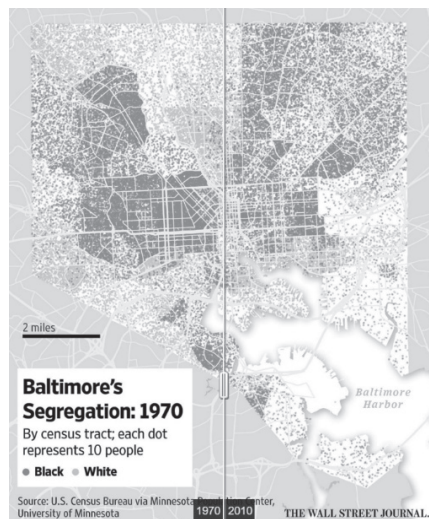 2 miles
Baltimore
Harbor
Baltimore's
Segregation: 1970
By census tract; each dot
represents 10 people
Black White
Source: U.S. Census Bureau via Minnesota
University of Minnesota
1970 2010
THE WALL STREET JOURNAL.